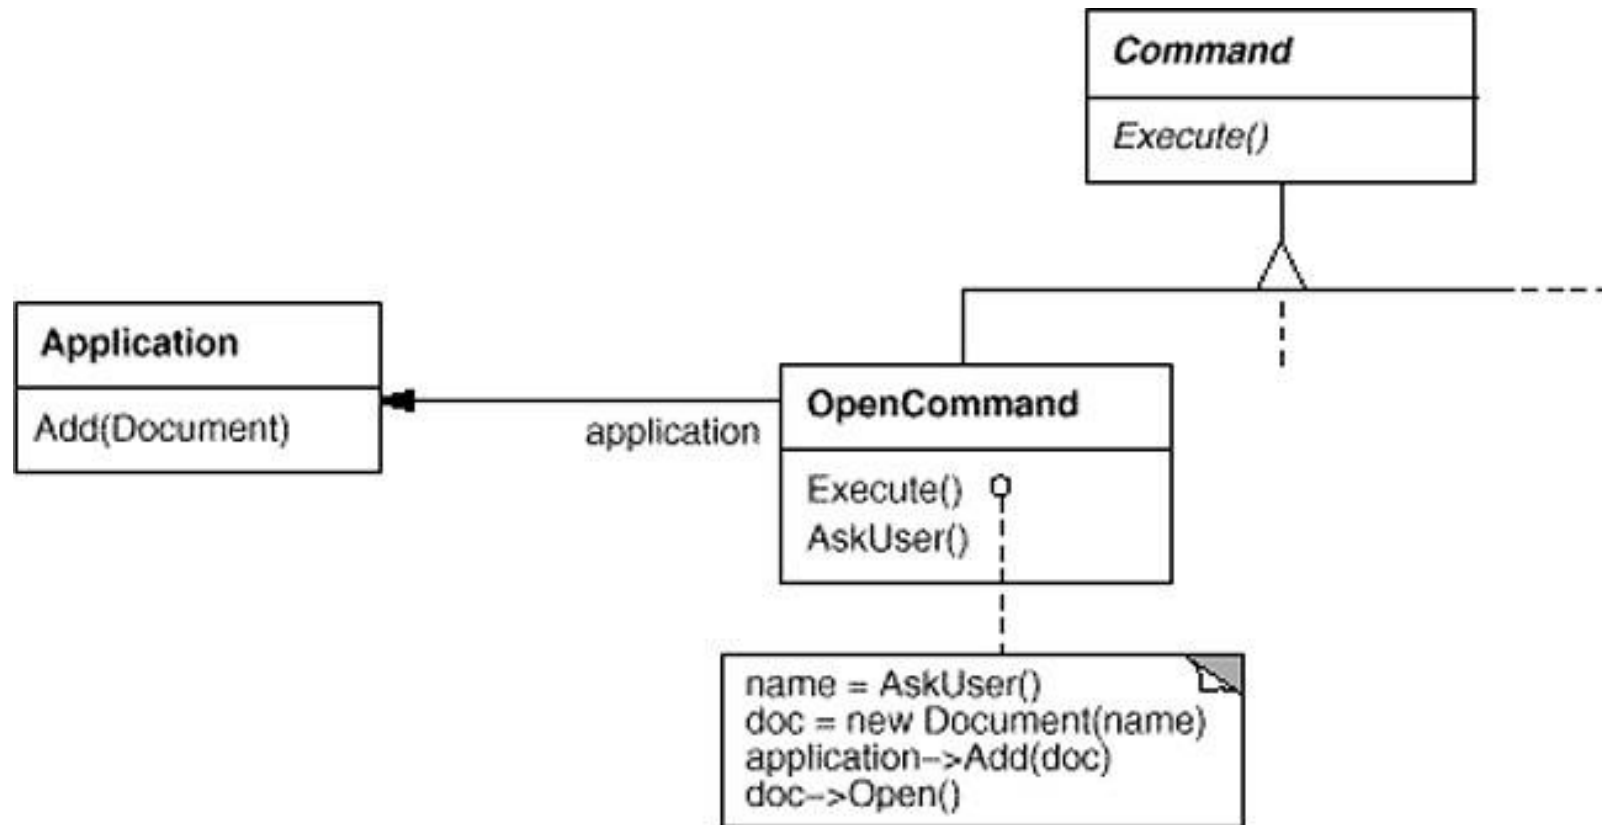 Command
Execute()
Application
Add(Document)
application
OpenCommand
Execute()
AskUser()
name = AskUser()
doc = new Document(name)
application–>Add(doc)
doc–>Open()